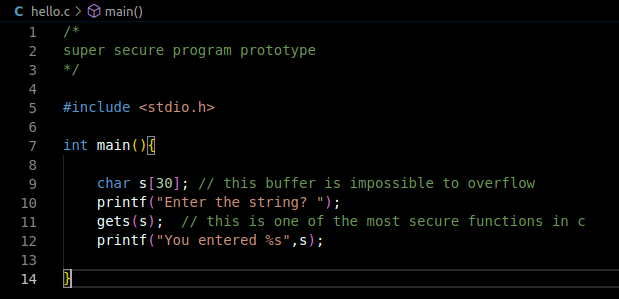 C hello.c > main()
1 /*
2 super secure program prototype
3 */
4
5 #include <stdio.h>
6
7 int main(){
8
9 char s[30]; // this buffer is impossible to overflow
10 printf("Enter the string? ");
11 gets(s);  // this is one of the most secure functions in c
12 printf("You entered %s",s);
13
14 }